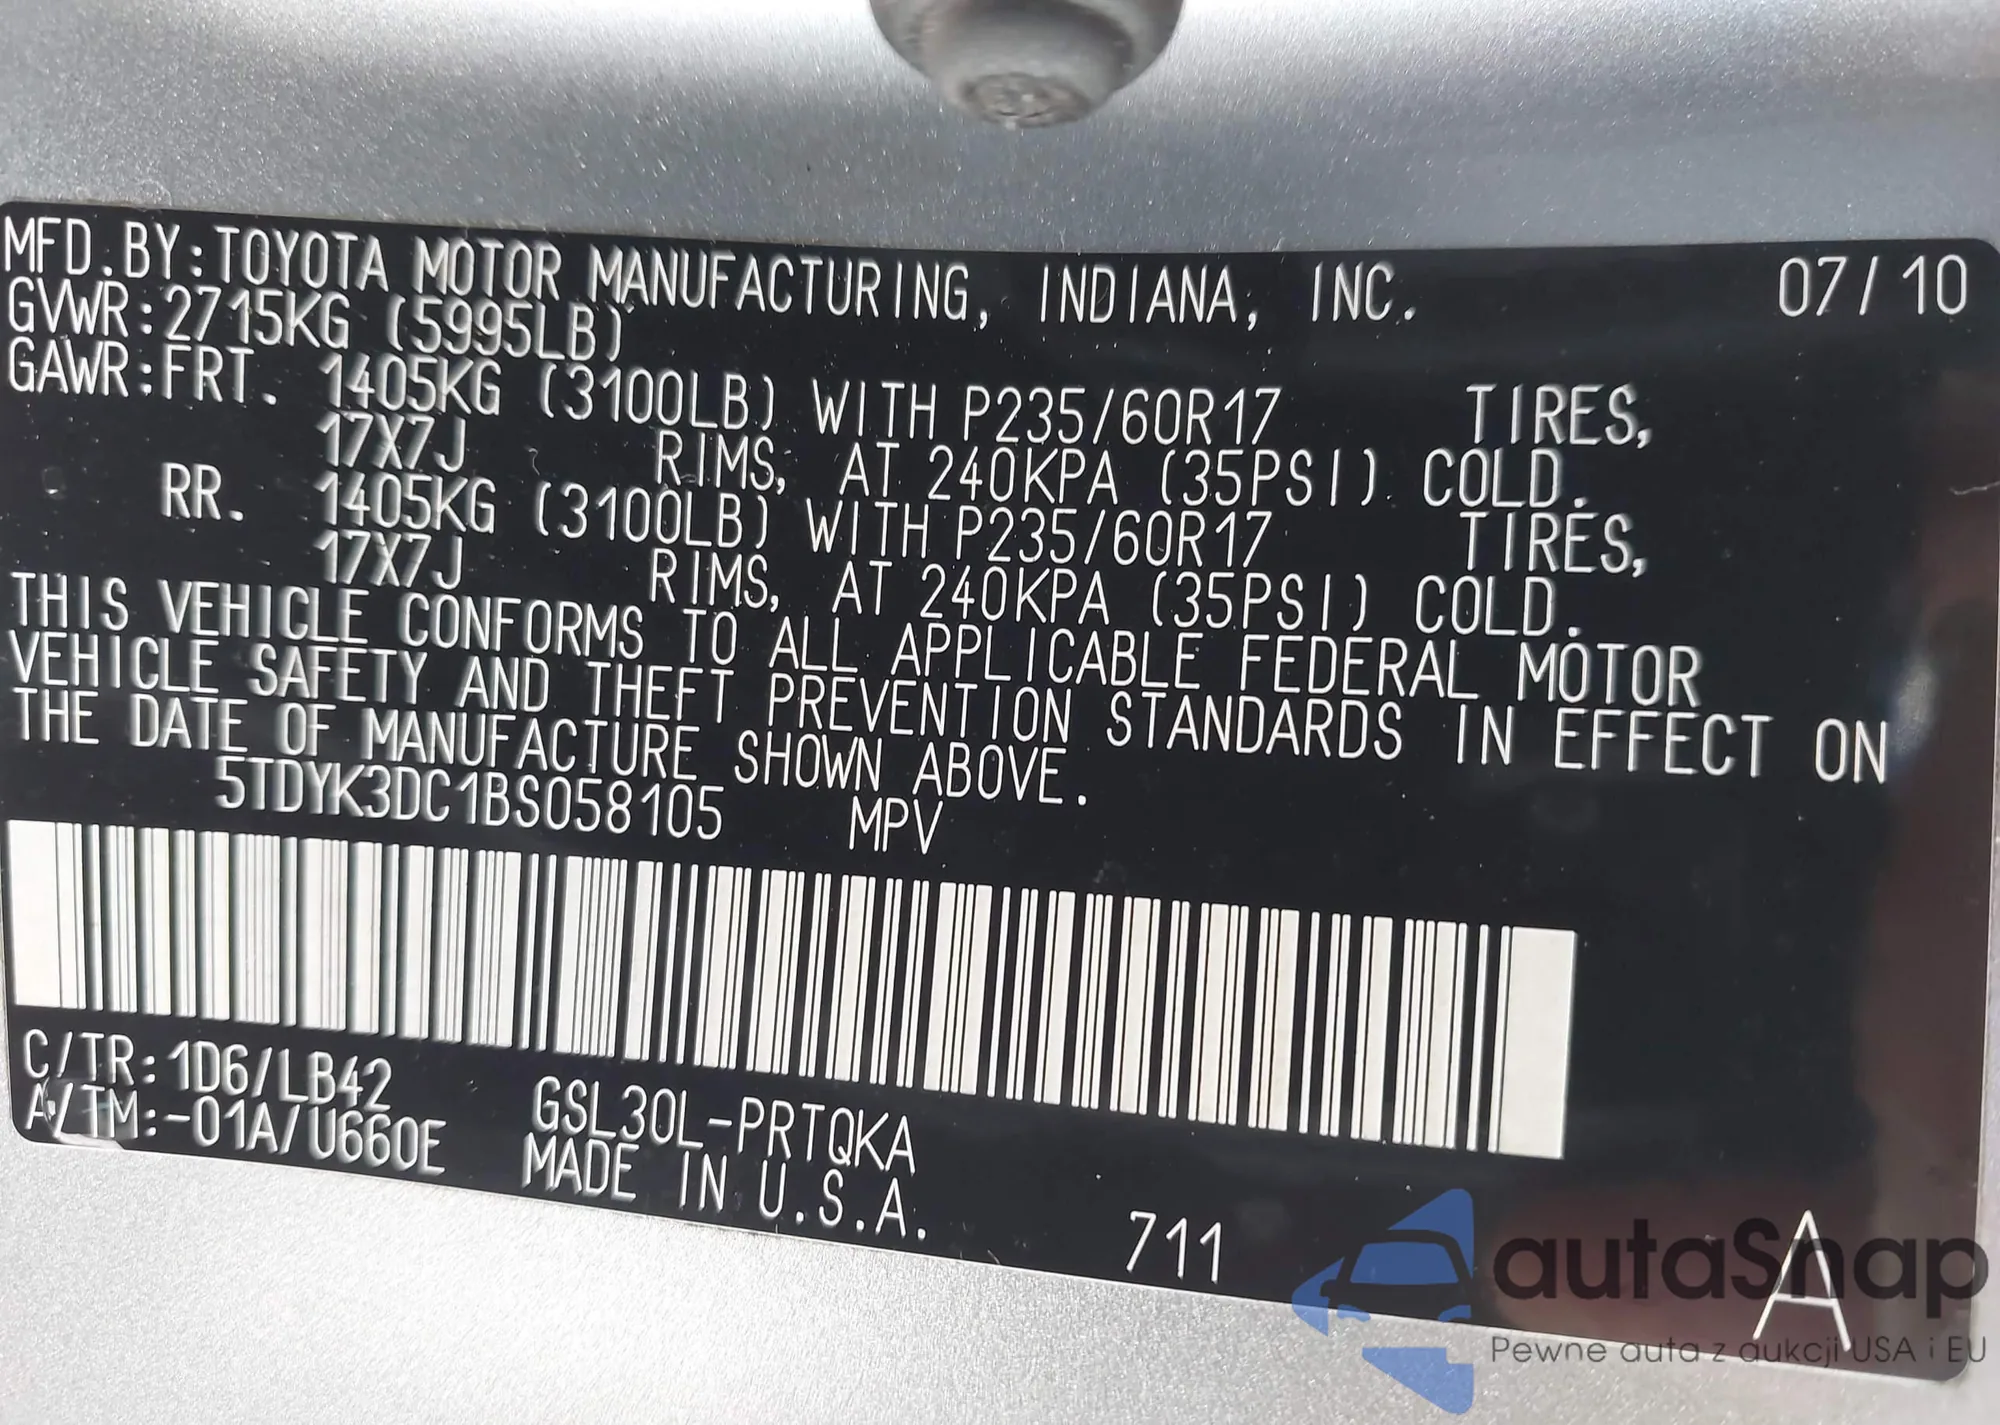 MFD. BY: TOYOTA MOTOR MANUFACTURING, INDIANA, INC. 07/10
GVWR: 2715KG (5995LB)
GAWR: FRT. 1405KG (3100LB) WITH P235/60R17 TIRES,
17X7J RIMS, AT 240KPA (35PSI) COLD.
RR. 1405KG (3100LB) WITH P235/60R17 TIRES,
17X7J RIMS, AT 240KPA (35PSI) COLD.
THIS VEHICLE CONFORMS TO ALL APPLICABLE FEDERAL MOTOR
VEHICLE SAFETY AND THEFT PREVENTION STANDARDS IN EFFECT ON
THE DATE OF MANUFACTURE SHOWN ABOVE.
5TDYK3DC1BS058105 MPV
C/TR: 1D6/LB42 GSL30L-PRTQKA
A/TM: -01A/U660E MADE IN U.S.A.
711 A
autaSnap
Pewne auta z aukcji USA i EU